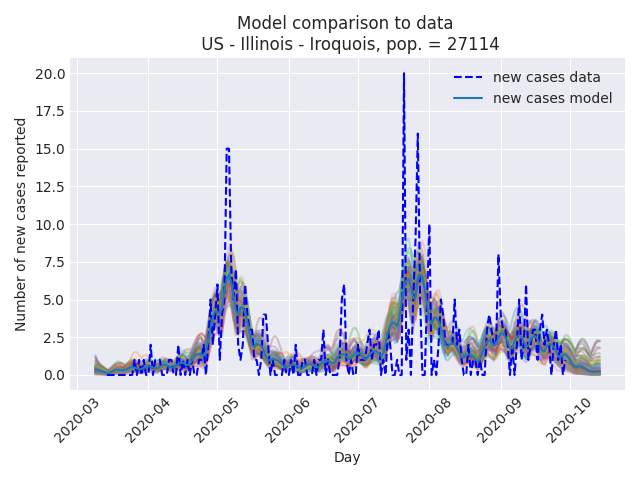 Model comparison to data
US - Illinois - Iroquois, pop. = 27114
new cases data
new cases model
Number of new cases reported
20.0
17.5
15.0
12.5
10.0
7.5
5.0
2.5
0.0
2020-03
2020-04
2020-05
2020-06
2020-07
2020-08
2020-09
2020-10
Day